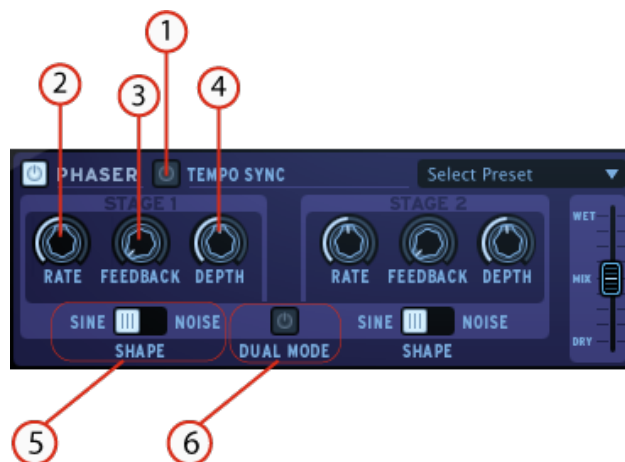 1
2
3
4
PHASER TEMPO SYNC Select Preset
STAGE 1 STAGE 2
WET
RATE FEEDBACK DEPTH RATE FEEDBACK DEPTH
MIX
SINE NOISE SINE NOISE
DRY
SHAPE DUAL MODE SHAPE
5
6